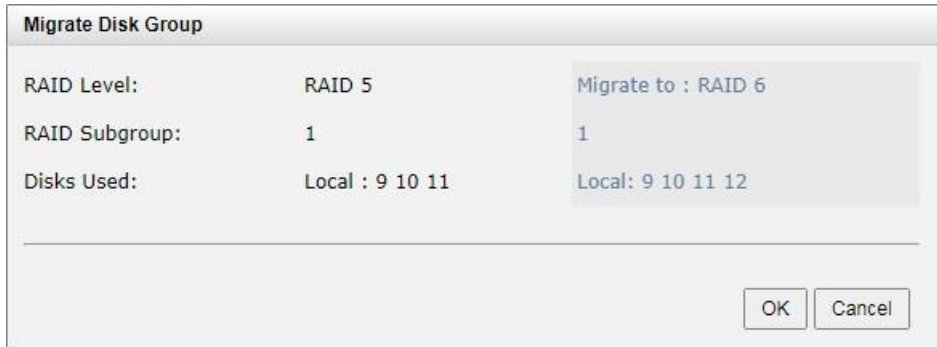 Migrate Disk Group
RAID Level: RAID 5 Migrate to : RAID 6
RAID Subgroup: 1 1
Disks Used: Local : 9 10 11 Local: 9 10 11 12
OK Cancel